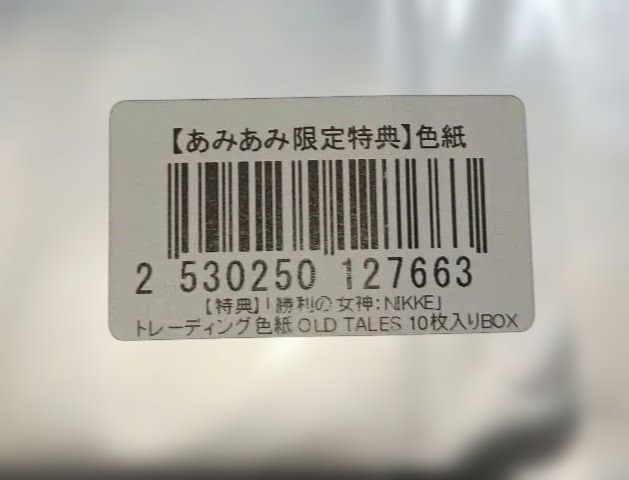 【あみあみ限定特典】色紙
2 530250 127663
【特典】「勝利の女神:NIKKE」
トレーディング色紙 OLD TALES 10枚入りBOX